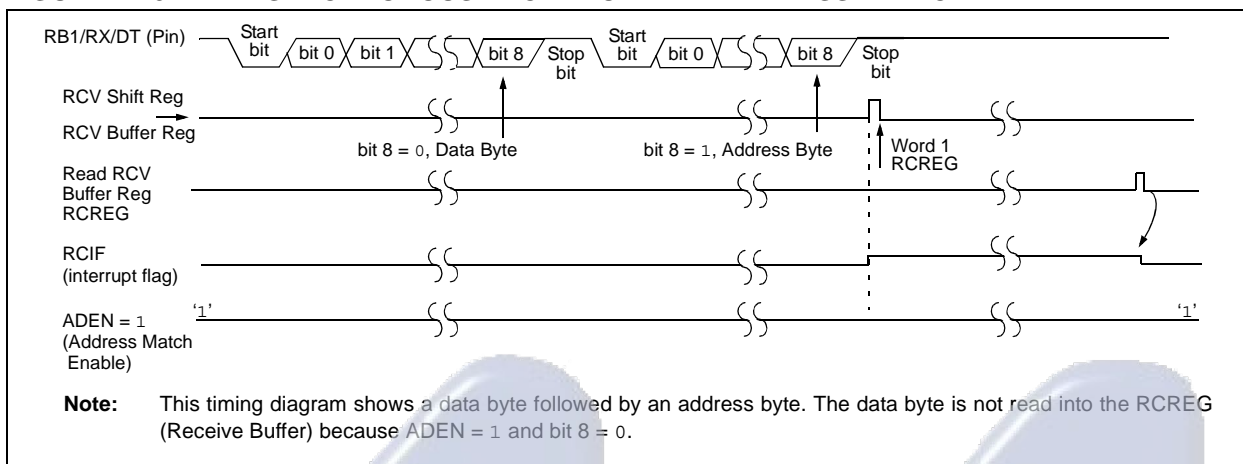 RB1/RX/DT (Pin)
Start bit
bit 0
bit 1
bit 8
Stop bit
Start bit
bit 0
bit 8
Stop bit
RCV Shift Reg
RCV Buffer Reg
bit 8 = 0, Data Byte
bit 8 = 1, Address Byte
Word 1
RCREG
Read RCV
Buffer Reg
RCREG
RCIF
(interrupt flag)
ADEN = 1
(Address Match
Enable)
‘1’
‘1’
Note: This timing diagram shows a data byte followed by an address byte. The data byte is not read into the RCREG
(Receive Buffer) because ADEN = 1 and bit 8 = 0.